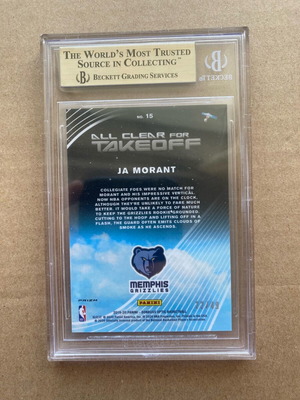 THE WORLD'S MOST TRUSTED
SOURCE IN COLLECTING™
BECKETT GRADING SERVICES
NO. 15
ALL CLEAR FOR
TAKEOFF
JA MORANT
COLLEGIATE FOES WERE NO MATCH FOR
MORANT AND HIS IMPRESSIVE VERTICAL.
NOW NBA OPPONENTS ARE ON THE CLOCK,
ALTHOUGH THEY'RE UNLIKELY TO FARE MUCH
BETTER. IT WOULD TAKE A FORCE OF NATURE
TO KEEP THE GRIZZLIES ROOKIE GROUNDED.
CUTTING TO THE HOOP AND LIFTING OFF IN A
FLASH, THE GUARD OFTEN EMITS CLOUDS OF
SMOKE AS HE ASCENDS.
MEMPHIS
GRIZZLIES
PRIZM
NBA
PANINI